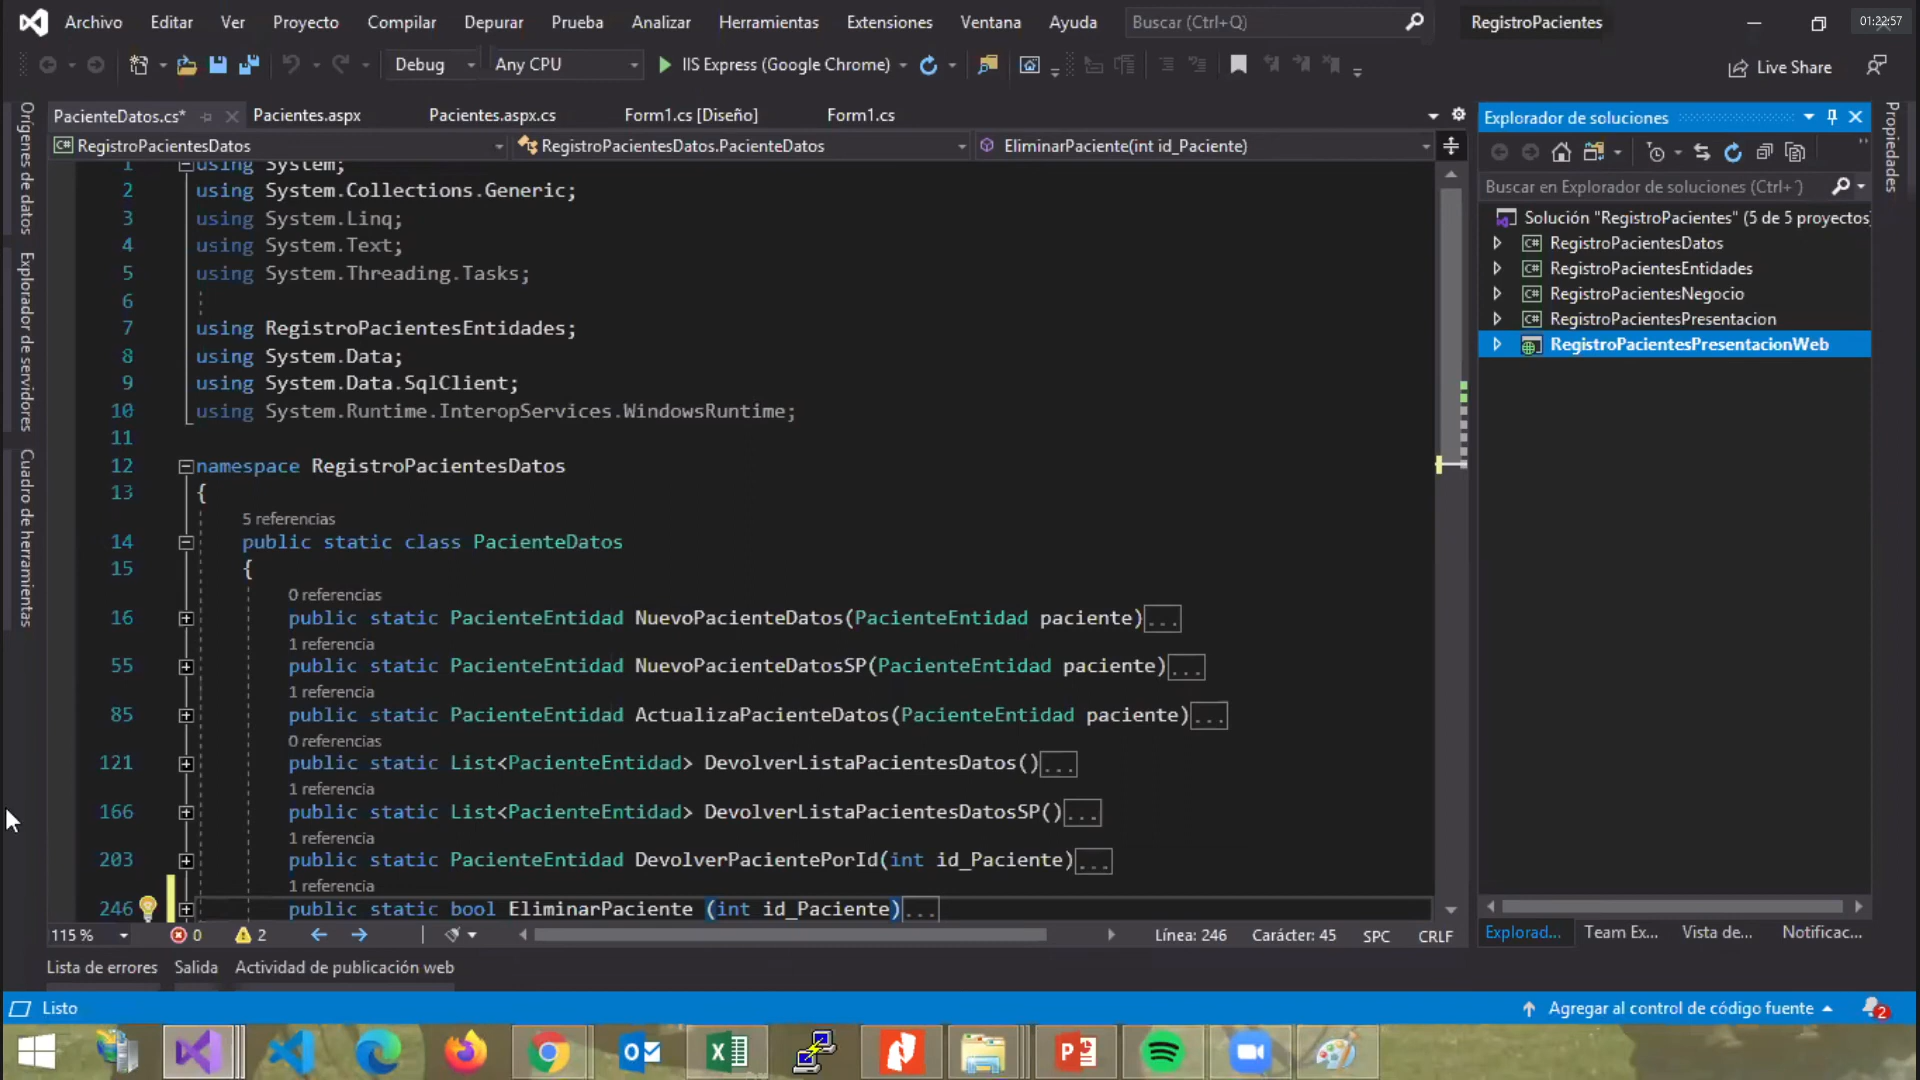 Archivo Editar Ver Proyecto Compilar Depurar Prueba Analizar Herramientas Extensiones Ventana Ayuda Buscar (Ctrl+Q) RegistroPacientes 01:22:57
Debug Any CPU IIS Express (Google Chrome) Live Share
PacienteDatos.cs* Pacientes.aspx Pacientes.aspx.cs Form1.cs [Diseño] Form1.cs
RegistroPacientesDatos RegistroPacientesDatos.PacienteDatos EliminarPaciente(int id_Paciente)
1 using System;
2 using System.Collections.Generic;
3 using System.Linq;
4 using System.Text;
5 using System.Threading.Tasks;
6
7 using RegistroPacientesEntidades;
8 using System.Data;
9 using System.Data.SqlClient;
10 using System.Runtime.InteropServices.WindowsRuntime;
11
12 namespace RegistroPacientesDatos
13 {
5 referencias
14 public static class PacienteDatos
15 {
0 referencias
16 public static PacienteEntidad NuevoPacienteDatos(PacienteEntidad paciente)...
1 referencia
55 public static PacienteEntidad NuevoPacienteDatosSP(PacienteEntidad paciente)...
1 referencia
85 public static PacienteEntidad ActualizaPacienteDatos(PacienteEntidad paciente)...
0 referencias
121 public static List<PacienteEntidad> DevolverListaPacientesDatos()...
1 referencia
166 public static List<PacienteEntidad> DevolverListaPacientesDatosSP()...
1 referencia
203 public static PacienteEntidad DevolverPacientePorId(int id_Paciente)...
1 referencia
246 public static bool EliminarPaciente (int id_Paciente)...
115 % 0 2 Línea: 246 Carácter: 45 SPC CRLF
Lista de errores Salida Actividad de publicación web
Listo Agregar al control de código fuente 2
Orígenes de datos
Explorador de servidores
Cuadro de herramientas
Explorador de soluciones
Buscar en Explorador de soluciones (Ctrl+´)
Solución "RegistroPacientes" (5 de 5 proyectos)
RegistroPacientesDatos
RegistroPacientesEntidades
RegistroPacientesNegocio
RegistroPacientesPresentacion
RegistroPacientesPresentacionWeb
Explorad... Team Ex... Vista de... Notificac...
Propiedades